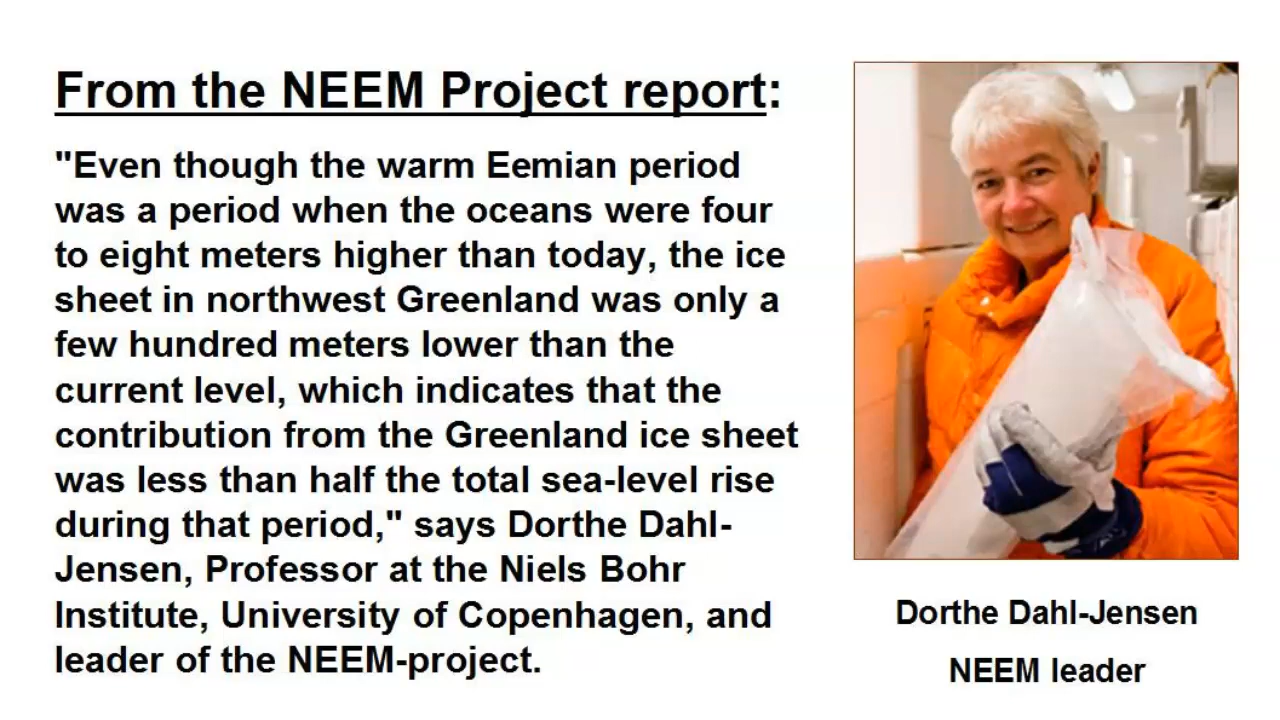 From the NEEM Project report:
"Even though the warm Eemian period
was a period when the oceans were four
to eight meters higher than today, the ice
sheet in northwest Greenland was only a
few hundred meters lower than the
current level, which indicates that the
contribution from the Greenland ice sheet
was less than half the total sea-level rise
during that period," says Dorthe Dahl-
Jensen, Professor at the Niels Bohr
Institute, University of Copenhagen, and
leader of the NEEM-project.
Dorthe Dahl-Jensen
NEEM leader